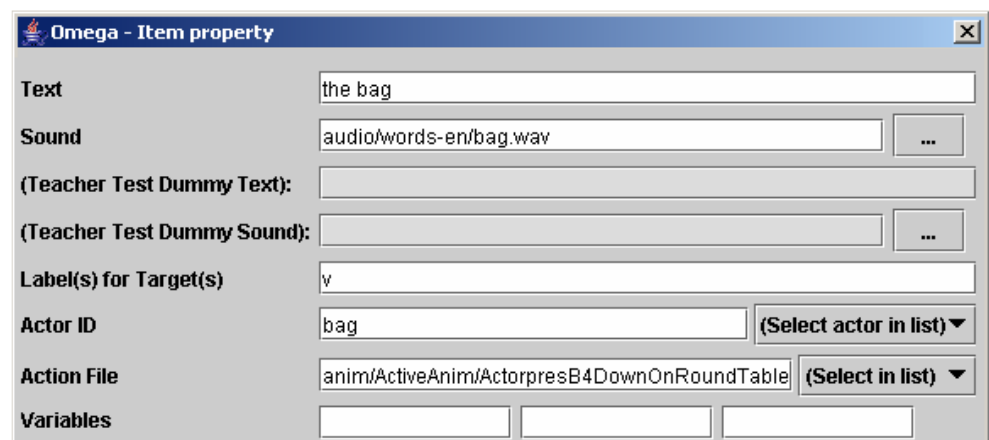 Omega - Item property
Text the bag
Sound audio/words-en/bag.wav ...
(Teacher Test Dummy Text):
(Teacher Test Dummy Sound): ...
Label(s) for Target(s) v
Actor ID bag (Select actor in list)
Action File anim/ActiveAnim/ActorpresB4DownOnRoundTable (Select in list)
Variables